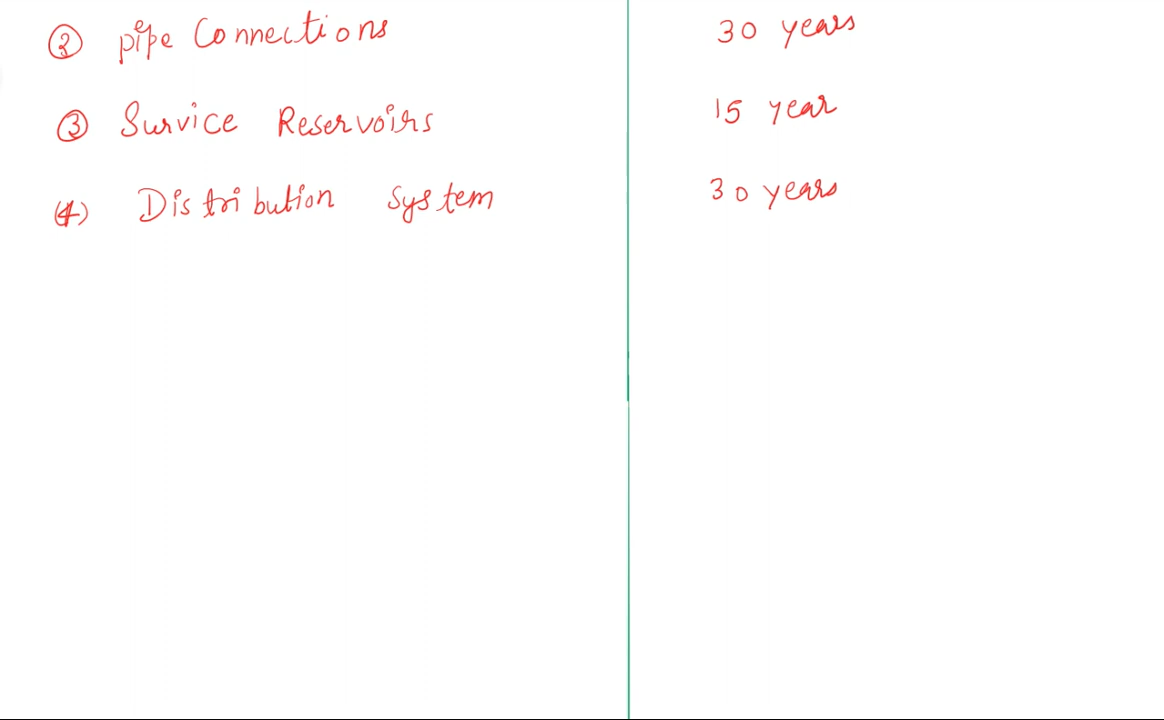 ② pipe Connections 30 years
③ Survice Reservoirs 15 year
(4) Distribution System 30 years